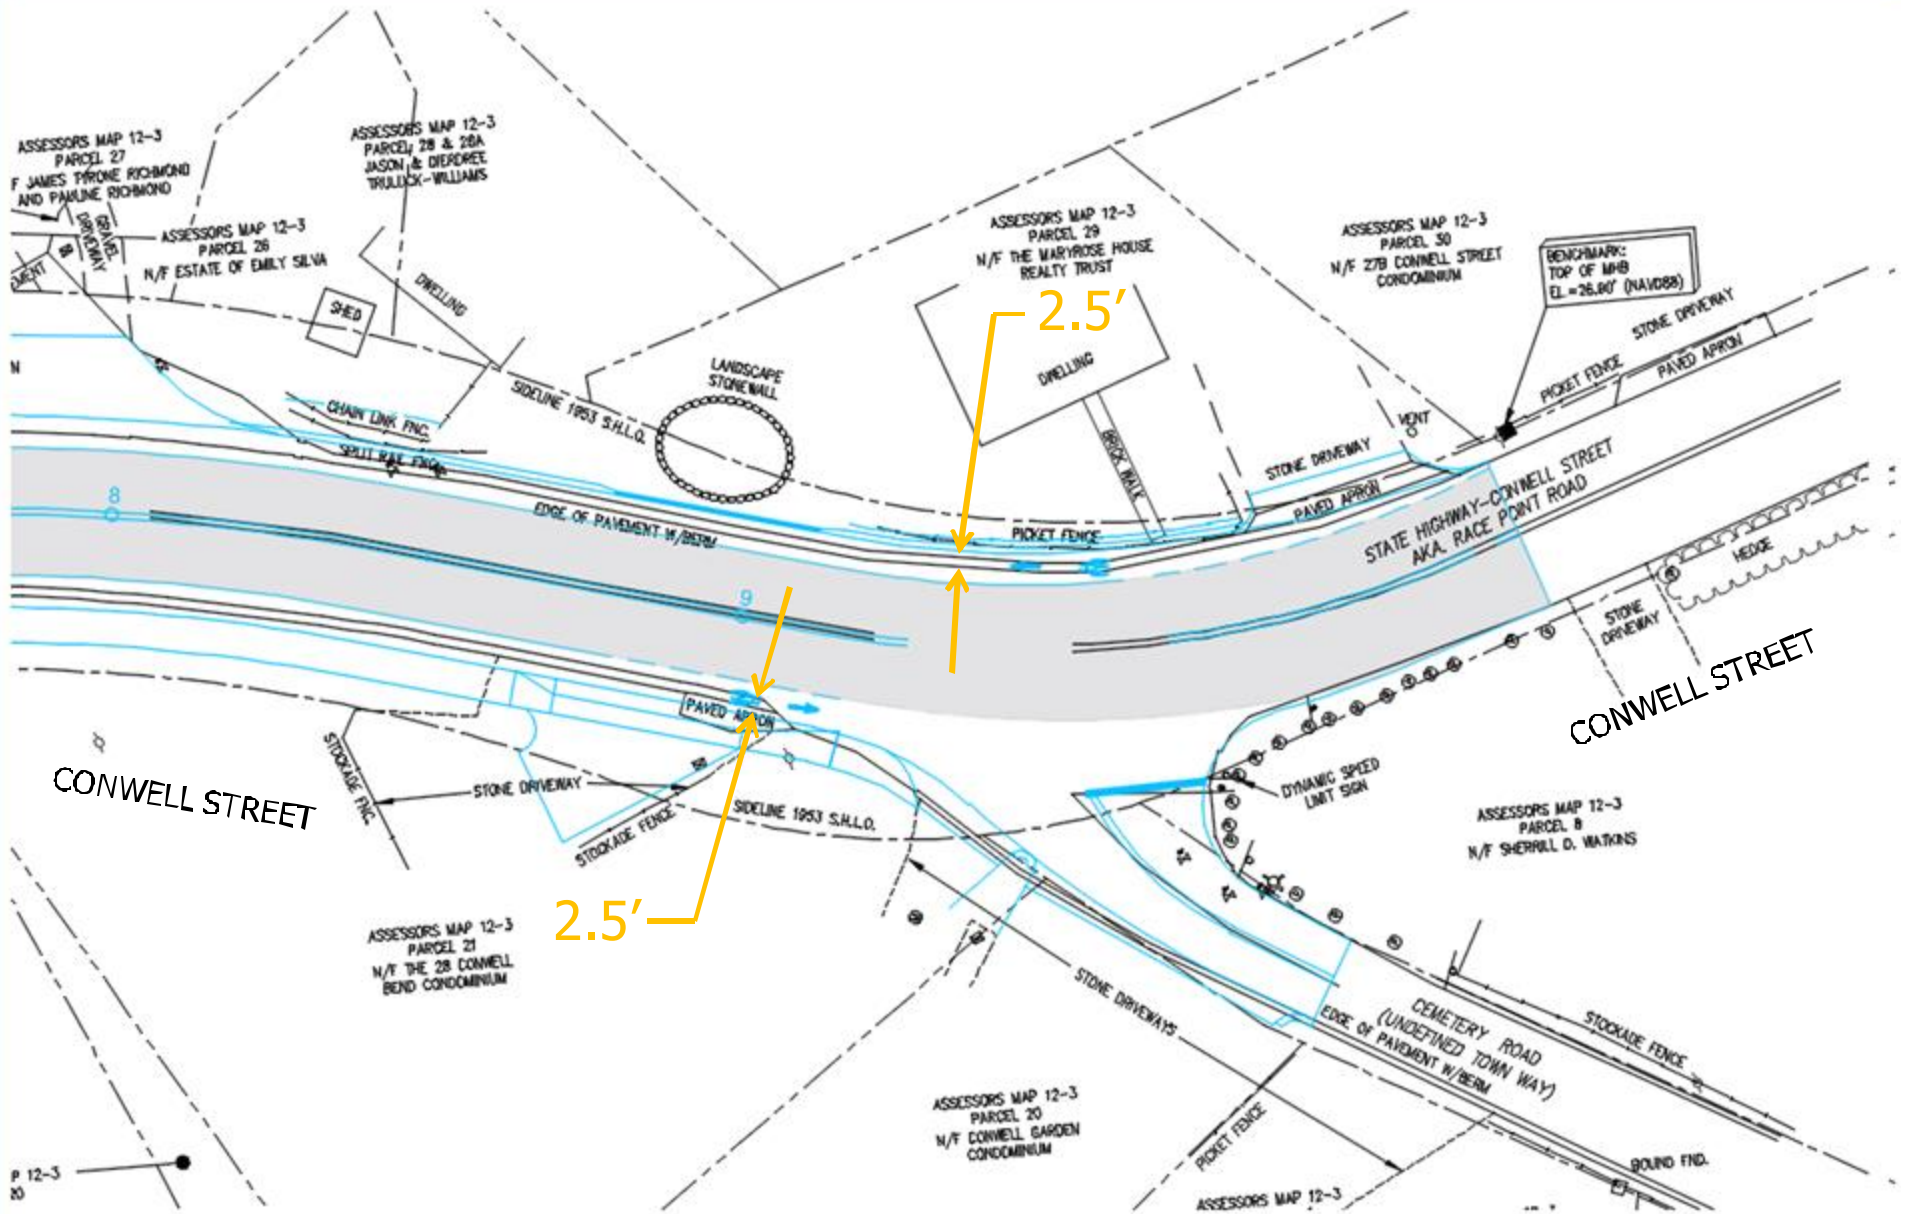 ASSESSORS MAP 12-3
PARCEL 27
F JAMES TYRONE RICHMOND
AND PAULINE RICHMOND
GRAVEL
DRIVEWAY
ASSESSORS MAP 12-3
PARCEL 26
N/F ESTATE OF EMILY SILVA
ASSESSORS MAP 12-3
PARCEL 28 & 28A
JASON & DIERDREE
TRULUCK-WILLIAMS
ASSESSORS MAP 12-3
PARCEL 29
N/F THE MARYROSE HOUSE
REALTY TRUST
ASSESSORS MAP 12-3
PARCEL 30
N/F 27B CONWELL STREET
CONDOMINIUM
BENCHMARK:
TOP OF MHB
EL.=26.90' (NAVD88)
EMENT
SHED
DWELLING
2.5'
DWELLING
STONE DRIVEWAY
PICKET FENCE
PAVED APRON
N
LANDSCAPE
STONEWALL
SIDELINE 1953 S.H.L.O.
CHAIN LINK FNC.
SPLIT RAIL FNC.
VENT
STONE DRIVEWAY
BRICK WALK
PAVED APRON
EDGE OF PAVEMENT W/BERM
PICKET FENCE
STATE HIGHWAY-CONWELL STREET
AKA. RACE POINT ROAD
HEDGE
8
9
STONE
DRIVEWAY
CONWELL STREET
PAVED APRON
STOCKADE FNC.
CONWELL STREET
STONE DRIVEWAY
SIDELINE 1953 S.H.L.O.
STOCKADE FENCE
DYNAMIC SPEED
LIMIT SIGN
ASSESSORS MAP 12-3
PARCEL 8
N/F SHERRILL D. WATKINS
2.5'
ASSESSORS MAP 12-3
PARCEL 21
N/F THE 28 CONWELL
BEND CONDOMINIUM
STONE DRIVEWAYS
CEMETERY ROAD
(UNDEFINED TOWN WAY)
EDGE OF PAVEMENT W/BERM
STOCKADE FENCE
ASSESSORS MAP 12-3
PARCEL 20
N/F CONWELL GARDEN
CONDOMINIUM
PICKET FENCE
BOUND FND.
P 12-3
20
ASSESSORS MAP 12-3